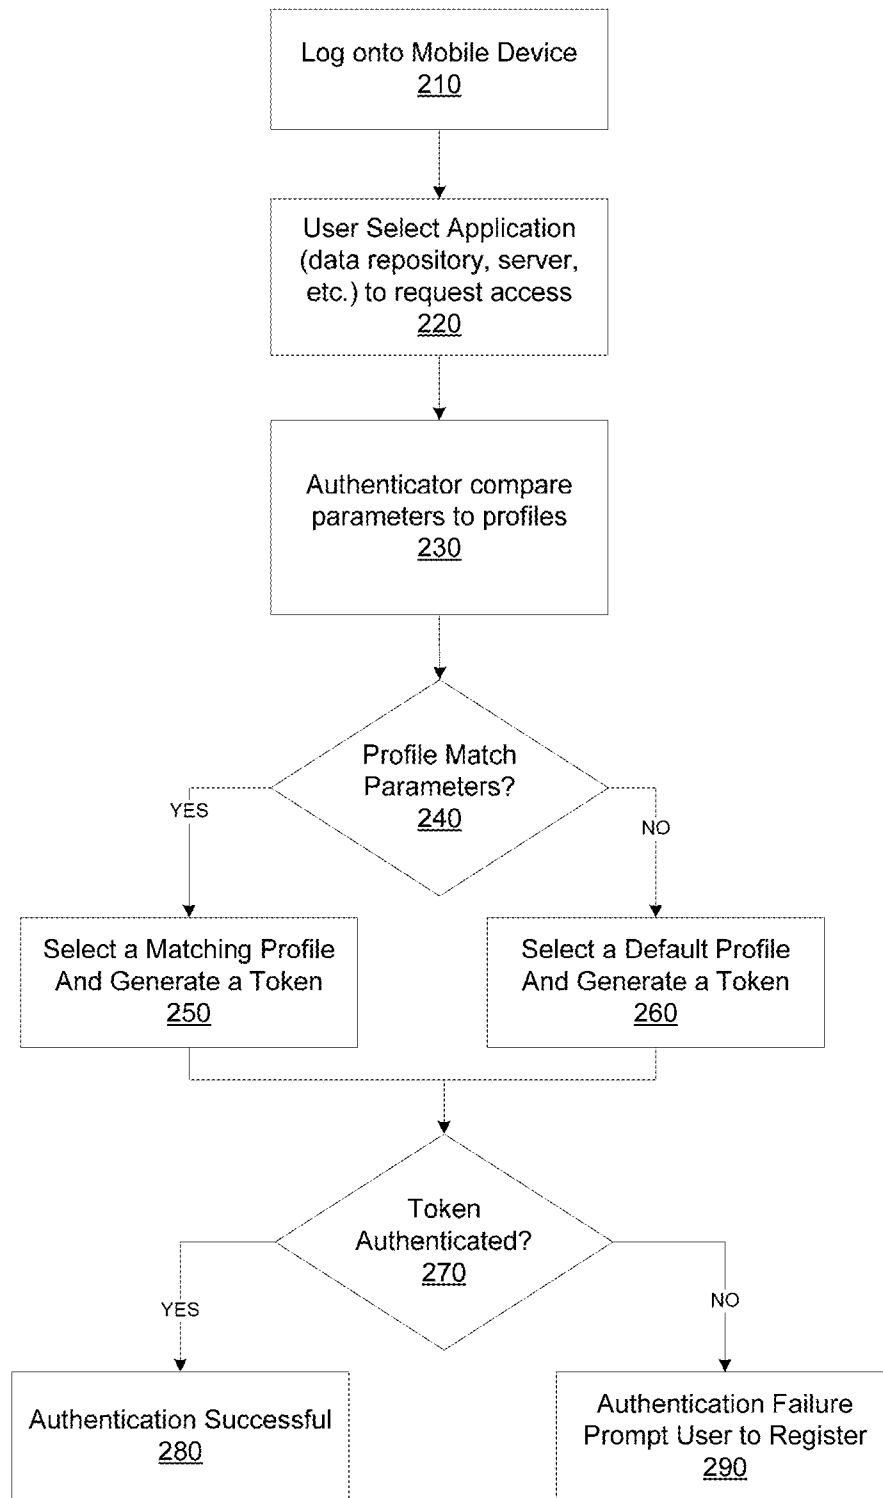 Log onto Mobile Device
210
User Select Application
(data repository, server,
etc.) to request access
220
Authenticator compare
parameters to profiles
230
Profile Match
Parameters?
240
YES
NO
Select a Matching Profile
And Generate a Token
250
Select a Default Profile
And Generate a Token
260
Token
Authenticated?
270
YES
NO
Authentication Successful
280
Authentication Failure
Prompt User to Register
290